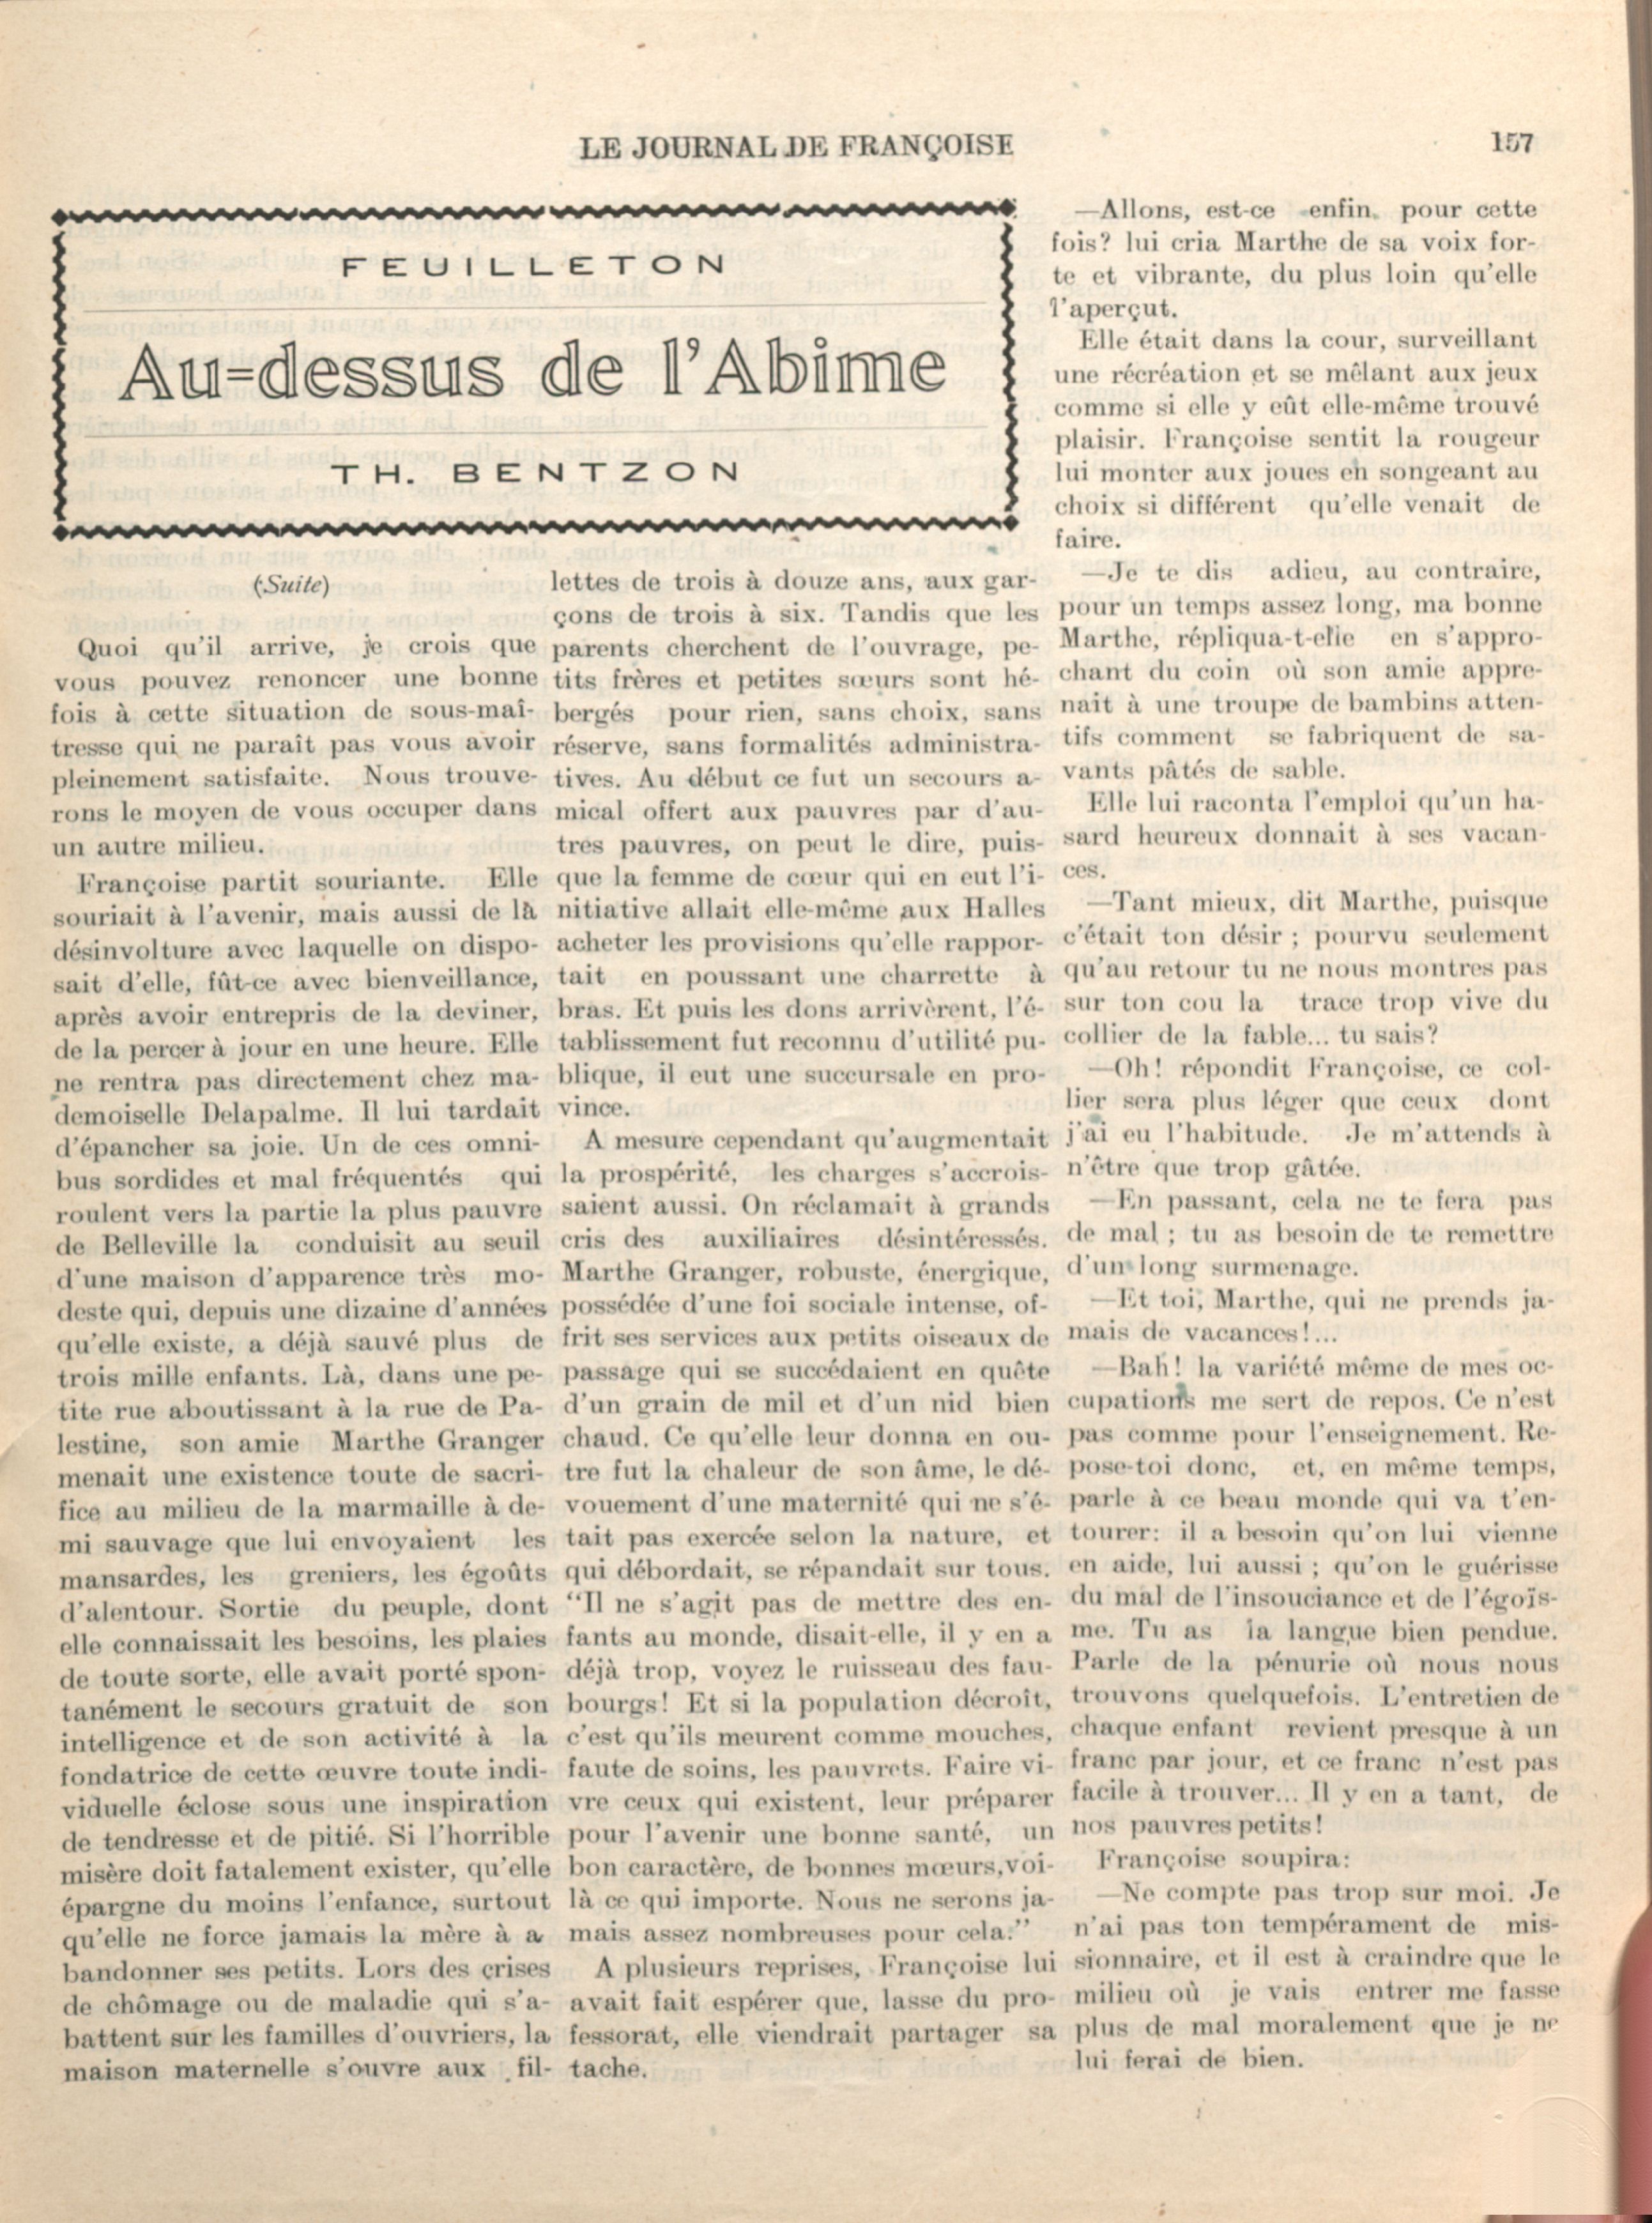 LE JOURNAL DE FRANÇOISE
157
FEUILLETON
Au-dessus de l'Abime
TH. BENTZON
(Suite)
Quoi qu'il arrive, je crois que
vous pouvez renoncer une bonne
fois à cette situation de sous-maî-
tresse qui ne paraît pas vous avoir
pleinement satisfaite. Nous trouve-
rons le moyen de vous occuper dans
un autre milieu.
Françoise partit souriante. Elle
souriait à l'avenir, mais aussi de là
désinvolture avec laquelle on dispo-
sait d'elle, fût-ce avec bienveillance,
après avoir entrepris de la deviner,
de la percer à jour en une heure. Elle
ne rentra pas directement chez ma-
demoiselle Delapalme. Il lui tardait
d'épancher sa joie. Un de ces omni-
bus sordides et mal fréquentés qui
roulent vers la partie la plus pauvre
de Belleville la conduisit au seuil
d'une maison d'apparence très mo-
deste qui, depuis une dizaine d'années
qu'elle existe, a déjà sauvé plus de
trois mille enfants. Là, dans une pe-
tite rue aboutissant à la rue de Pa-
lestine, son amie Marthe Granger
menait une existence toute de sacri-
fice au milieu de la marmaille à de-
mi sauvage que lui envoyaient les
mansardes, les greniers, les égoûts
d'alentour. Sortie du peuple, dont
elle connaissait les besoins, les plaies
de toute sorte, elle avait porté spon-
tanément le secours gratuit de son
intelligence et de son activité à la
fondatrice de cette œuvre toute indi-
viduelle éclose sous une inspiration
de tendresse et de pitié. Si l'horrible
misère doit fatalement exister, qu'elle
épargne du moins l'enfance, surtout
qu'elle ne force jamais la mère à a
bandonner ses petits. Lors des crises
de chômage ou de maladie qui s'a-
battent sur les familles d'ouvriers, la
maison maternelle s'ouvre aux fil-
lettes de trois à douze ans, aux gar-
çons de trois à six. Tandis que les
parents cherchent de l'ouvrage, pe-
tits frères et petites sœurs sont hé-
bergés pour rien, sans choix, sans
réserve, sans formalités administra-
tives. Au début ce fut un secours a-
mical offert aux pauvres par d'au-
tres pauvres, on peut le dire, puis-
que la femme de cœur qui en eut l'i-
nitiative allait elle-même aux Halles
acheter les provisions qu'elle rappor-
tait en poussant une charrette à
bras. Et puis les dons arrivèrent, l'é-
tablissement fut reconnu d'utilité pu-
blique, il eut une succursale en pro-
vince.
A mesure cependant qu'augmentait
la prospérité, les charges s'accrois-
saient aussi. On réclamait à grands
cris des auxiliaires désintéressés.
Marthe Granger, robuste, énergique,
possédée d'une foi sociale intense, of-
frit ses services aux petits oiseaux de
passage qui se succédaient en quête
d'un grain de mil et d'un nid bien
chaud. Ce qu'elle leur donna en ou-
tre fut la chaleur de son âme, le dé-
vouement d'une maternité qui ne s'é-
tait pas exercée selon la nature, et
qui débordait, se répandait sur tous.
"Il ne s'agit pas de mettre des en-
fants au monde, disait-elle, il y en a
déjà trop, voyez le ruisseau des fau-
bourgs! Et si la population décroît,
c'est qu'ils meurent comme mouches,
faute de soins, les pauvrets. Faire vi-
vre ceux qui existent, leur préparer
pour l'avenir une bonne santé, un
bon caractère, de bonnes mœurs, voi-
là ce qui importe. Nous ne serons ja-
mais assez nombreuses pour cela."
A plusieurs reprises, Françoise lui
avait fait espérer que, lasse du pro-
fessorat, elle viendrait partager sa
tache.
—Allons, est-ce enfin pour cette
fois? lui cria Marthe de sa voix for-
te et vibrante, du plus loin qu'elle
l'aperçut.
Elle était dans la cour, surveillant
une récréation et se mêlant aux jeux
comme si elle y eût elle-même trouvé
plaisir. Françoise sentit la rougeur
lui monter aux joues en songeant au
choix si différent qu'elle venait de
faire.
—Je te dis adieu, au contraire,
pour un temps assez long, ma bonne
Marthe, répliqua-t-elle en s'appro-
chant du coin où son amie appre-
nait à une troupe de bambins atten-
tifs comment se fabriquent de sa-
vants pâtés de sable.
Elle lui raconta l'emploi qu'un ha-
sard heureux donnait à ses vacan-
ces.
—Tant mieux, dit Marthe, puisque
c'était ton désir ; pourvu seulement
qu'au retour tu ne nous montres pas
sur ton cou la trace trop vive du
collier de la fable... tu sais?
—Oh! répondit Françoise, ce col-
lier sera plus léger que ceux dont
j'ai eu l'habitude. Je m'attends à
n'être que trop gâtée.
—En passant, cela ne te fera pas
de mal ; tu as besoin de te remettre
d'un long surmenage.
—Et toi, Marthe, qui ne prends ja-
mais de vacances!...
—Bah! la variété même de mes oc-
cupations me sert de repos. Ce n'est
pas comme pour l'enseignement. Re-
pose-toi donc, et, en même temps,
parle à ce beau monde qui va t'en-
tourer: il a besoin qu'on lui vienne
en aide, lui aussi ; qu'on le guérisse
du mal de l'insouciance et de l'égoïs-
me. Tu as la langue bien pendue.
Parle de la pénurie où nous nous
trouvons quelquefois. L'entretien de
chaque enfant revient presque à un
franc par jour, et ce franc n'est pas
facile à trouver... Il y en a tant, de
nos pauvres petits!
Françoise soupira:
—Ne compte pas trop sur moi. Je
n'ai pas ton tempérament de mis-
sionnaire, et il est à craindre que le
milieu où je vais entrer me fasse
plus de mal moralement que je ne
lui ferai de bien.